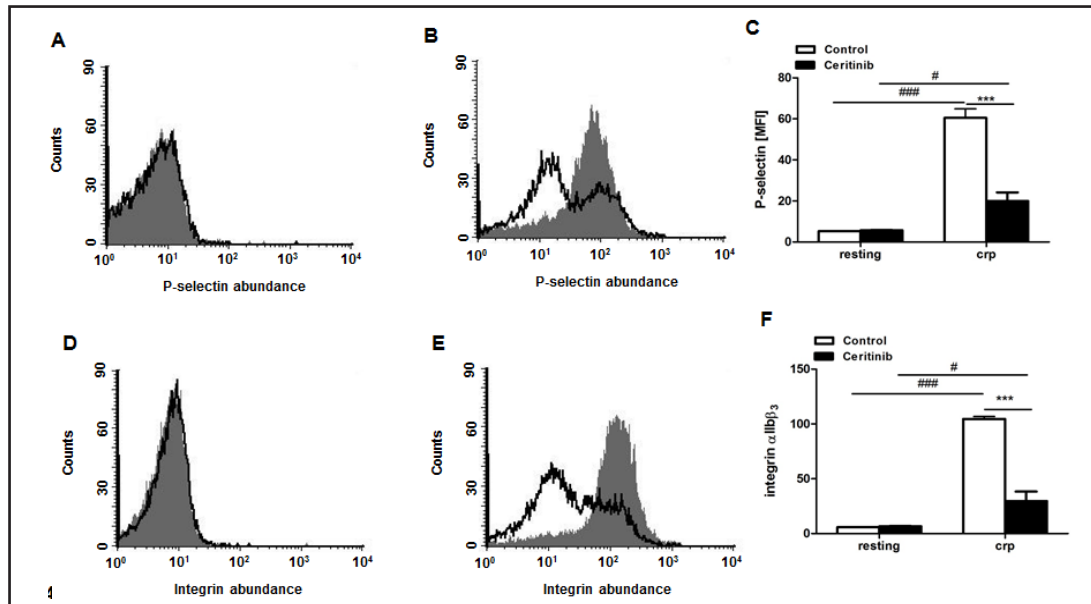 A
90
60
30
0
Counts
10⁰ 10¹ 10² 10³ 10⁴
P-selectin abundance
B
90
60
30
0
Counts
10⁰ 10¹ 10² 10³ 10⁴
P-selectin abundance
C
Control
Ceritinib
#
###
***
80
60
40
20
0
P-selectin [MFI]
resting crp
D
90
60
30
0
Counts
10⁰ 10¹ 10² 10³ 10⁴
Integrin abundance
E
90
60
30
0
Counts
10⁰ 10¹ 10² 10³ 10⁴
Integrin abundance
F
Control
Ceritinib
#
###
***
150
100
50
0
integrin αIIbβ₃
resting crp